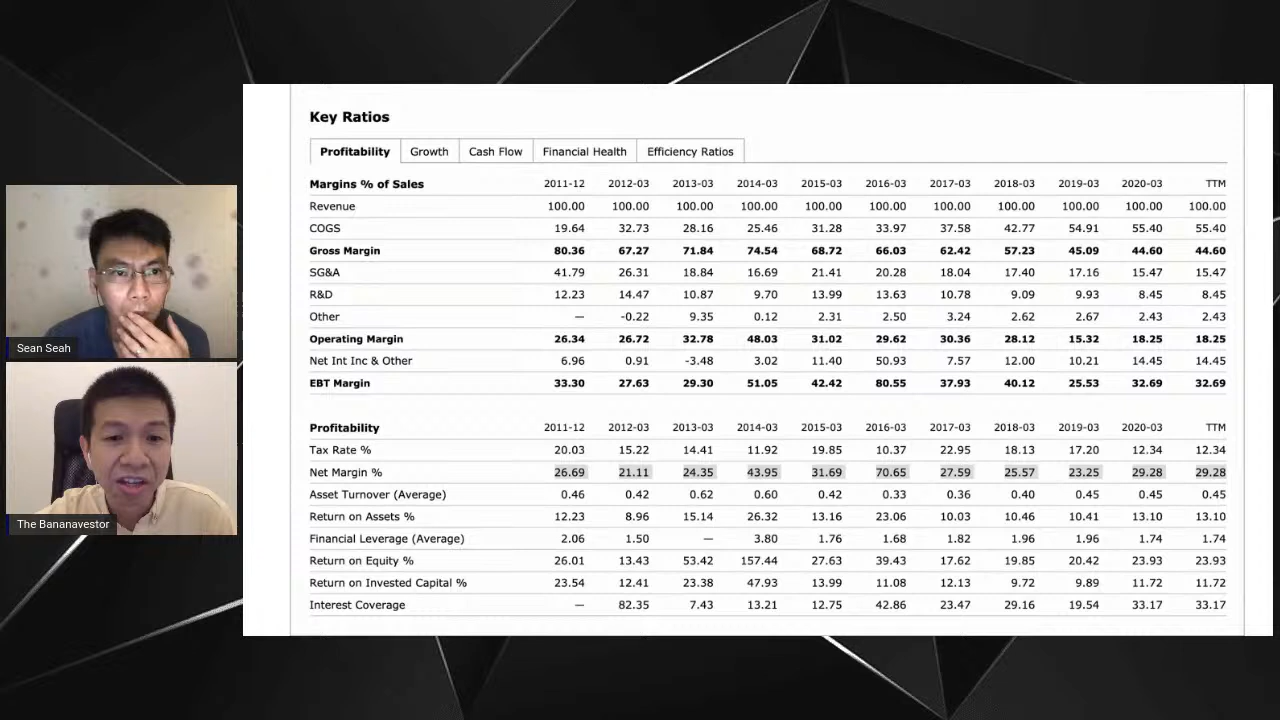 Key Ratios
Profitability Growth Cash Flow Financial Health Efficiency Ratios
Margins % of Sales 2011-12 2012-03 2013-03 2014-03 2015-03 2016-03 2017-03 2018-03 2019-03 2020-03 TTM
Revenue 100.00 100.00 100.00 100.00 100.00 100.00 100.00 100.00 100.00 100.00 100.00
COGS 19.64 32.73 28.16 25.46 31.28 33.97 37.58 42.77 54.91 55.40 55.40
Gross Margin 80.36 67.27 71.84 74.54 68.72 66.03 62.42 57.23 45.09 44.60 44.60
SG&A 41.79 26.31 18.84 16.69 21.41 20.28 18.04 17.40 17.16 15.47 15.47
R&D 12.23 14.47 10.87 9.70 13.99 13.63 10.78 9.09 9.93 8.45 8.45
Other — -0.22 9.35 0.12 2.31 2.50 3.24 2.62 2.67 2.43 2.43
Operating Margin 26.34 26.72 32.78 48.03 31.02 29.62 30.36 28.12 15.32 18.25 18.25
Net Int Inc & Other 6.96 0.91 -3.48 3.02 11.40 50.93 7.57 12.00 10.21 14.45 14.45
EBT Margin 33.30 27.63 29.30 51.05 42.42 80.55 37.93 40.12 25.53 32.69 32.69
Profitability 2011-12 2012-03 2013-03 2014-03 2015-03 2016-03 2017-03 2018-03 2019-03 2020-03 TTM
Tax Rate % 20.03 15.22 14.41 11.92 19.85 10.37 22.95 18.13 17.20 12.34 12.34
Net Margin % 26.69 21.11 24.35 43.95 31.69 70.65 27.59 25.57 23.25 29.28 29.28
Asset Turnover (Average) 0.46 0.42 0.62 0.60 0.42 0.33 0.36 0.40 0.45 0.45 0.45
Return on Assets % 12.23 8.96 15.14 26.32 13.16 23.06 10.03 10.46 10.41 13.10 13.10
Financial Leverage (Average) 2.06 1.50 — 3.80 1.76 1.68 1.82 1.96 1.96 1.74 1.74
Return on Equity % 26.01 13.43 53.42 157.44 27.63 39.43 17.62 19.85 20.42 23.93 23.93
Return on Invested Capital % 23.54 12.41 23.38 47.93 13.99 11.08 12.13 9.72 9.89 11.72 11.72
Interest Coverage — 82.35 7.43 13.21 12.75 42.86 23.47 29.16 19.54 33.17 33.17
Sean Seah
The Bananavestor